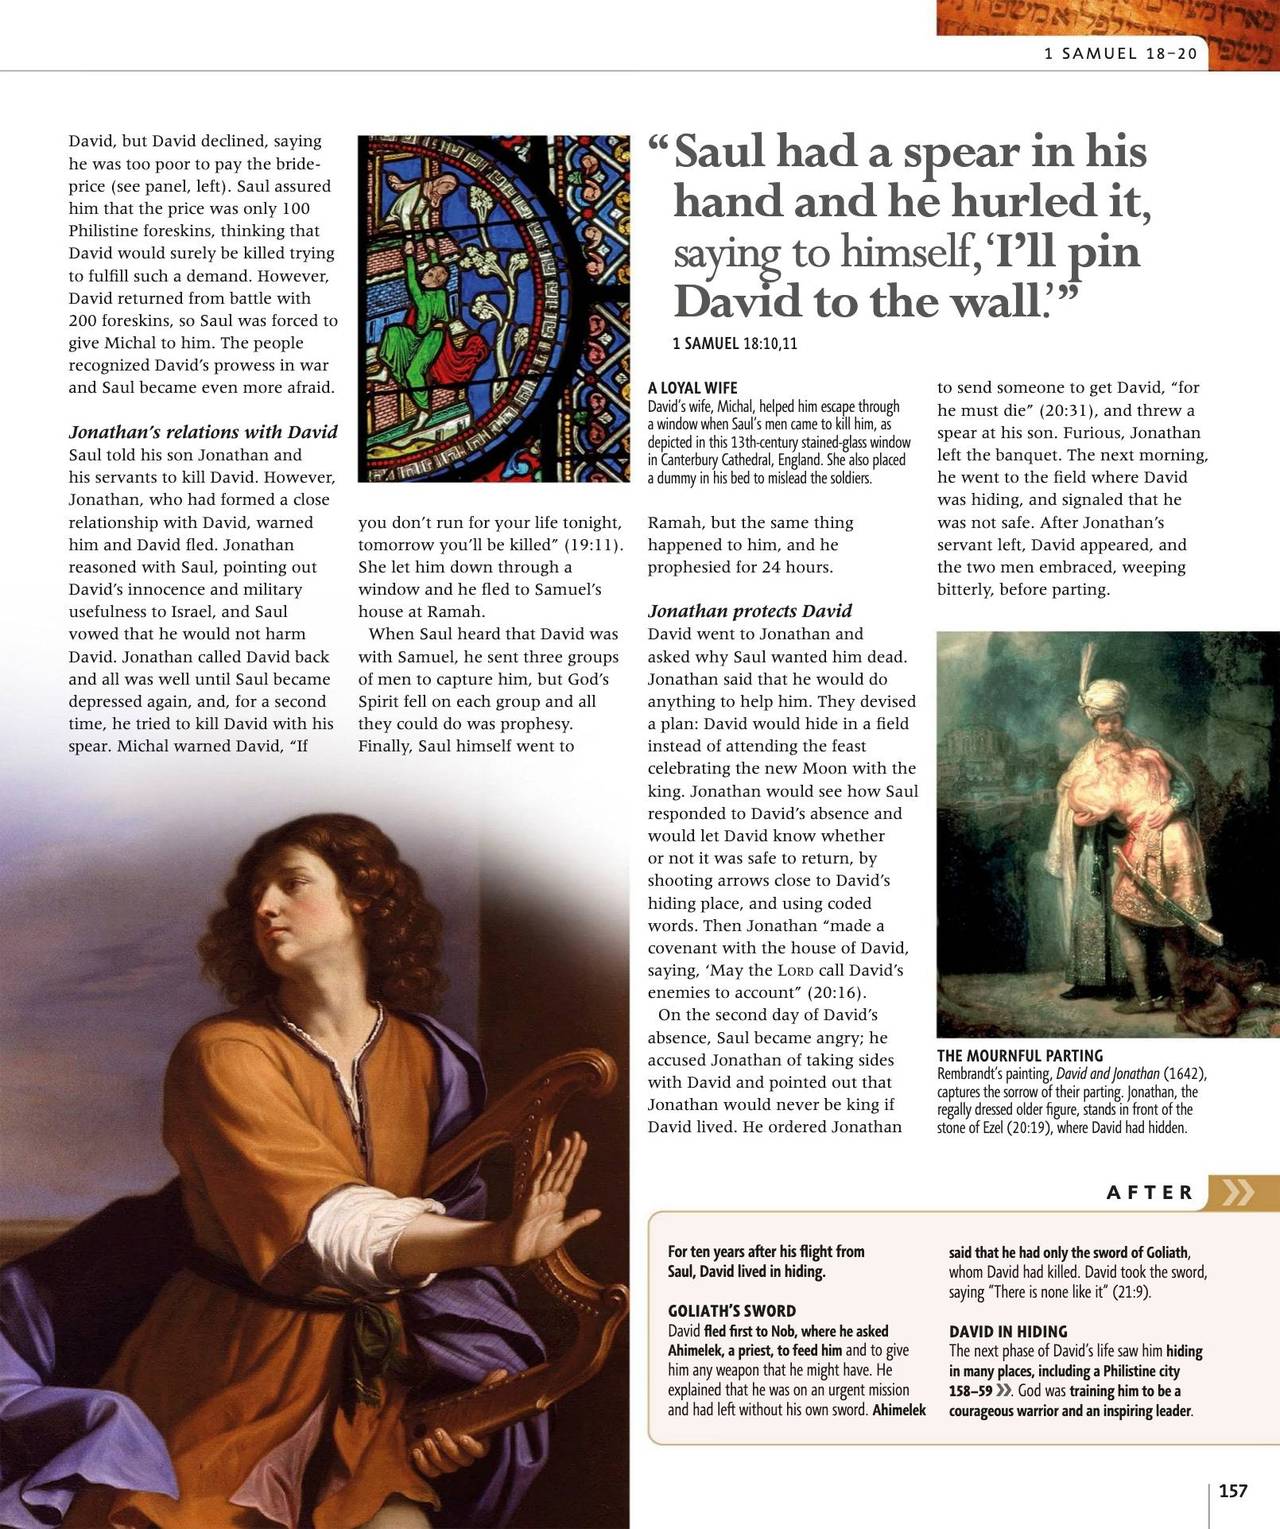 1 SAMUEL 18–20
David, but David declined, saying
he was too poor to pay the bride-
price (see panel, left). Saul assured
him that the price was only 100
Philistine foreskins, thinking that
David would surely be killed trying
to fulfill such a demand. However,
David returned from battle with
200 foreskins, so Saul was forced to
give Michal to him. The people
recognized David’s prowess in war
and Saul became even more afraid.
Jonathan’s relations with David
Saul told his son Jonathan and
his servants to kill David. However,
Jonathan, who had formed a close
relationship with David, warned
him and David fled. Jonathan
reasoned with Saul, pointing out
David’s innocence and military
usefulness to Israel, and Saul
vowed that he would not harm
David. Jonathan called David back
and all was well until Saul became
depressed again, and, for a second
time, he tried to kill David with his
spear. Michal warned David, “If
you don’t run for your life tonight,
tomorrow you’ll be killed” (19:11).
She let him down through a
window and he fled to Samuel’s
house at Ramah.
When Saul heard that David was
with Samuel, he sent three groups
of men to capture him, but God’s
Spirit fell on each group and all
they could do was prophesy.
Finally, Saul himself went to
“Saul had a spear in his
hand and he hurled it,
saying to himself, ‘I’ll pin
David to the wall.’”
1 SAMUEL 18:10,11
A LOYAL WIFE
David’s wife, Michal, helped him escape through
a window when Saul’s men came to kill him, as
depicted in this 13th-century stained-glass window
in Canterbury Cathedral, England. She also placed
a dummy in his bed to mislead the soldiers.
Ramah, but the same thing
happened to him, and he
prophesied for 24 hours.
Jonathan protects David
David went to Jonathan and
asked why Saul wanted him dead.
Jonathan said that he would do
anything to help him. They devised
a plan: David would hide in a field
instead of attending the feast
celebrating the new Moon with the
king. Jonathan would see how Saul
responded to David’s absence and
would let David know whether
or not it was safe to return, by
shooting arrows close to David’s
hiding place, and using coded
words. Then Jonathan “made a
covenant with the house of David,
saying, ‘May the LORD call David’s
enemies to account” (20:16).
On the second day of David’s
absence, Saul became angry; he
accused Jonathan of taking sides
with David and pointed out that
Jonathan would never be king if
David lived. He ordered Jonathan
to send someone to get David, “for
he must die” (20:31), and threw a
spear at his son. Furious, Jonathan
left the banquet. The next morning,
he went to the field where David
was hiding, and signaled that he
was not safe. After Jonathan’s
servant left, David appeared, and
the two men embraced, weeping
bitterly, before parting.
THE MOURNFUL PARTING
Rembrandt’s painting, David and Jonathan (1642),
captures the sorrow of their parting. Jonathan, the
regally dressed older figure, stands in front of the
stone of Ezel (20:19), where David had hidden.
AFTER
For ten years after his flight from
Saul, David lived in hiding.
GOLIATH’S SWORD
David fled first to Nob, where he asked
Ahimelek, a priest, to feed him and to give
him any weapon that he might have. He
explained that he was on an urgent mission
and had left without his own sword. Ahimelek
said that he had only the sword of Goliath,
whom David had killed. David took the sword,
saying “There is none like it” (21:9).
DAVID IN HIDING
The next phase of David’s life saw him hiding
in many places, including a Philistine city
158–59 ❯❯. God was training him to be a
courageous warrior and an inspiring leader.
157